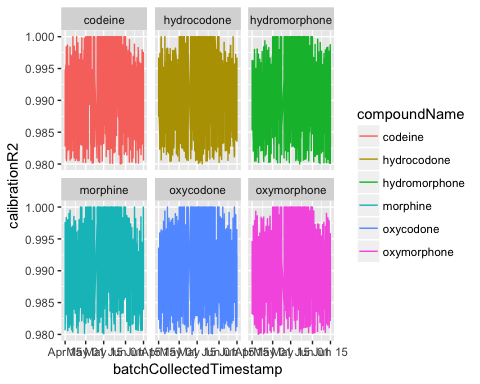 codeine hydrocodone hydromorphone
1.000
0.995
0.990
0.985
0.980
morphine oxycodone oxymorphone
1.000
0.995
0.990
0.985
0.980
calibrationR2
batchCollectedTimestamp
compoundName
codeine
hydrocodone
hydromorphone
morphine
oxycodone
oxymorphone